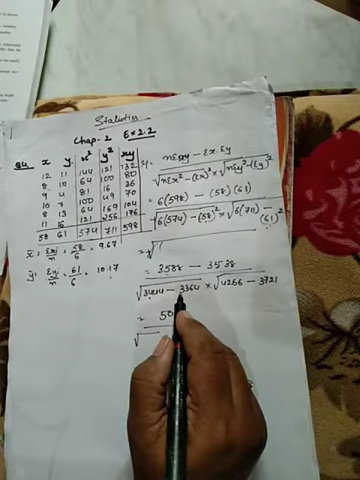 Statistics
Chap - 2 Ex 2.2
Q4. x y x² y² xy
12 11 144 121 132
8 10 64 100 80
9 4 81 16 36
10 7 100 49 70
8 13 64 169 104
11 16 121 256 176
58 61 574 711 598
x̄ = Σxi/n = 58/6 = 9.67
ȳ = Σyi/n = 61/6 = 10.17
r = nΣxy - Σx.Σy / √nΣx² - (Σx)² × √nΣy² - (Σy)²
= 6(598) - (58)(61)
√6(574) - (58)² × √6(711) - (61)²
= √
= 3588 - 3538
√3444 - 3364 × √4266 - 3721
= 50
√